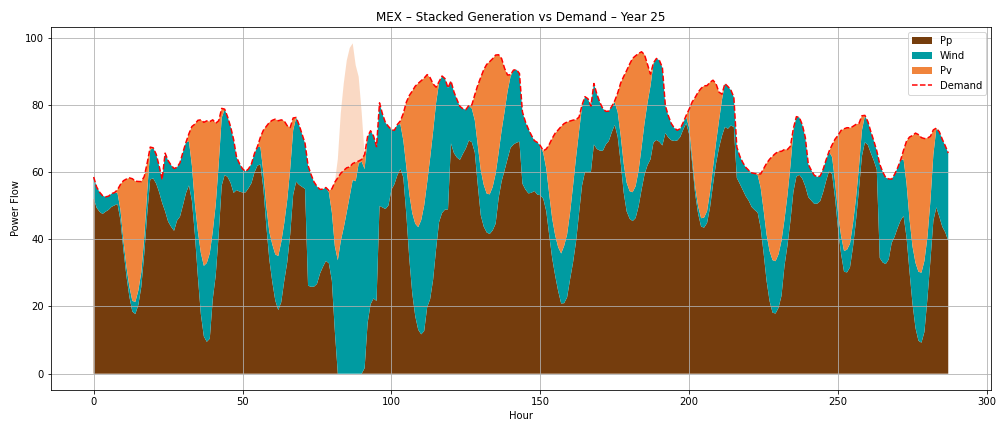 MEX – Stacked Generation vs Demand – Year 25
Power Flow
100
80
60
40
20
0
0 50 100 150 200 250 300
Hour
Pp
Wind
Pv
Demand